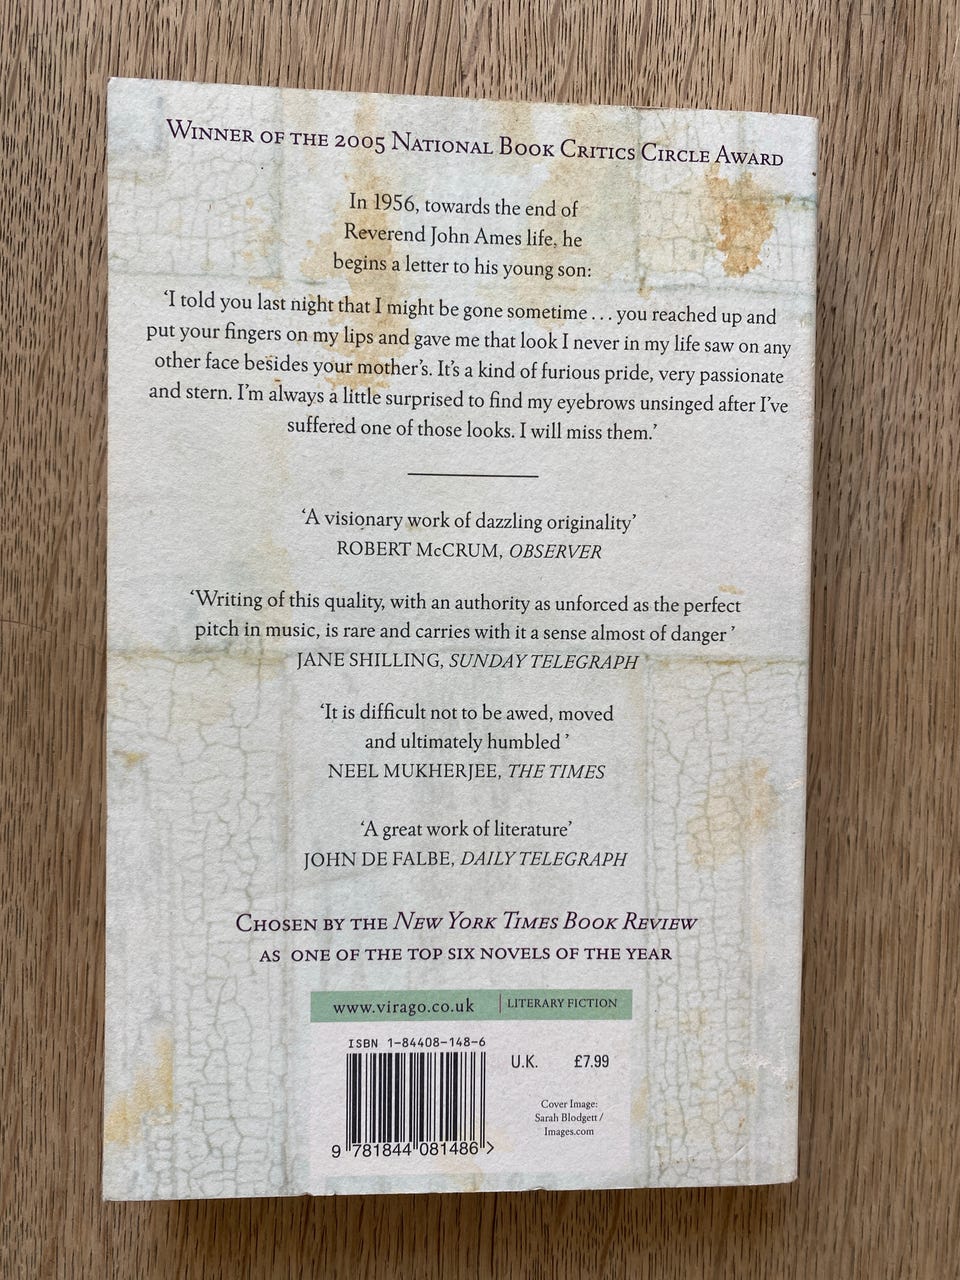 Winner of the 2005 National Book Critics Circle Award
In 1956, towards the end of
Reverend John Ames life, he
begins a letter to his young son:
‘I told you last night that I might be gone sometime . . . you reached up and
put your fingers on my lips and gave me that look I never in my life saw on any
other face besides your mother’s. It’s a kind of furious pride, very passionate
and stern. I’m always a little surprised to find my eyebrows unsinged after I’ve
suffered one of those looks. I will miss them.’
‘A visionary work of dazzling originality’
ROBERT McCRUM, OBSERVER
‘Writing of this quality, with an authority as unforced as the perfect
pitch in music, is rare and carries with it a sense almost of danger ’
JANE SHILLING, SUNDAY TELEGRAPH
‘It is difficult not to be awed, moved
and ultimately humbled ’
NEEL MUKHERJEE, THE TIMES
‘A great work of literature’
JOHN DE FALBE, DAILY TELEGRAPH
Chosen by the New York Times Book Review
as one of the top six novels of the year
www.virago.co.uk | LITERARY FICTION
ISBN 1-84408-148-6
U.K. £7.99
Cover Image:
Sarah Blodgett /
Images.com
9 781844 081486 >